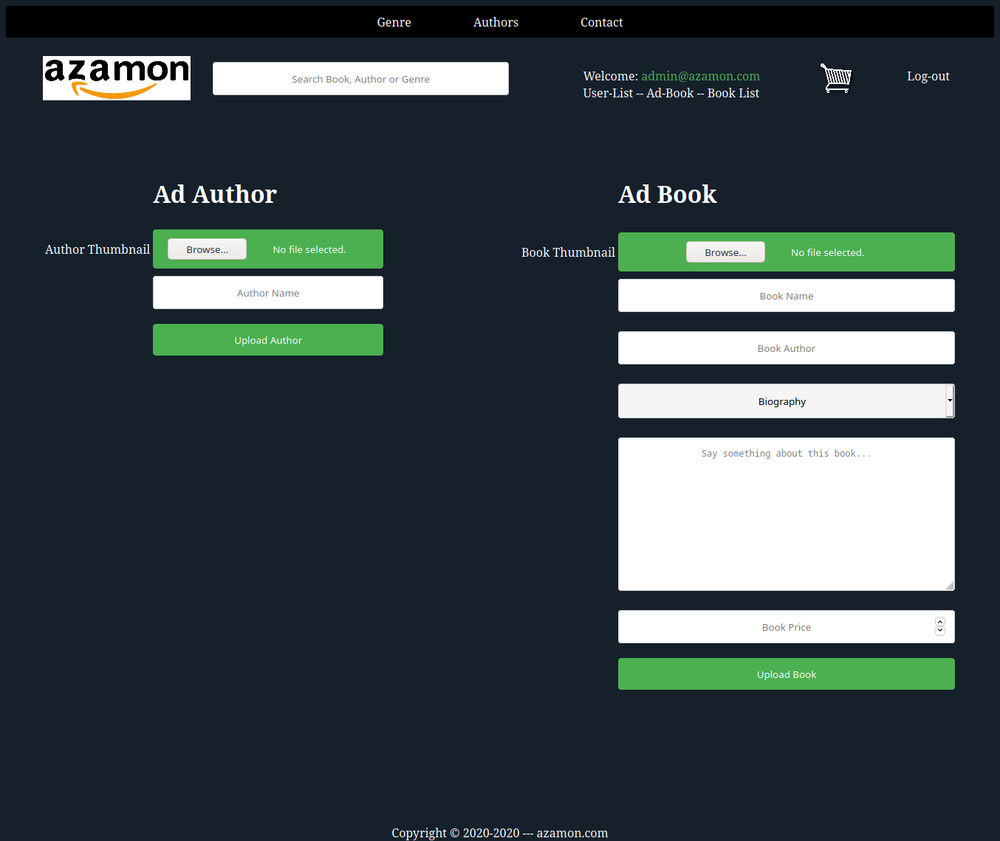 Genre Authors Contact
azamon
Search Book, Author or Genre
Welcome: admin@azamon.com
Log-out
User-List -- Ad-Book -- Book List
Ad Author
Author Thumbnail Browse... No file selected.
Author Name
Upload Author
Ad Book
Book Thumbnail Browse... No file selected.
Book Name
Book Author
Biography
Say something about this book...
Book Price
Upload Book
Copyright © 2020-2020 --- azamon.com